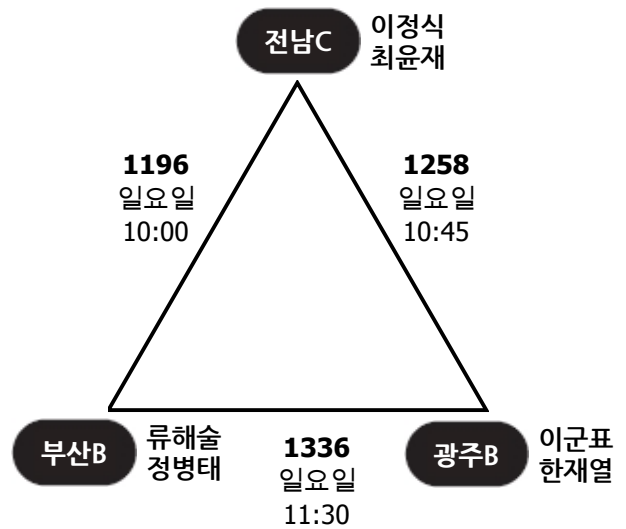 전남C
이정식
최윤재
1196
일요일
10:00
1258
일요일
10:45
부산B
류해술
정병태
1336
일요일
11:30
광주B
이군표
한재열